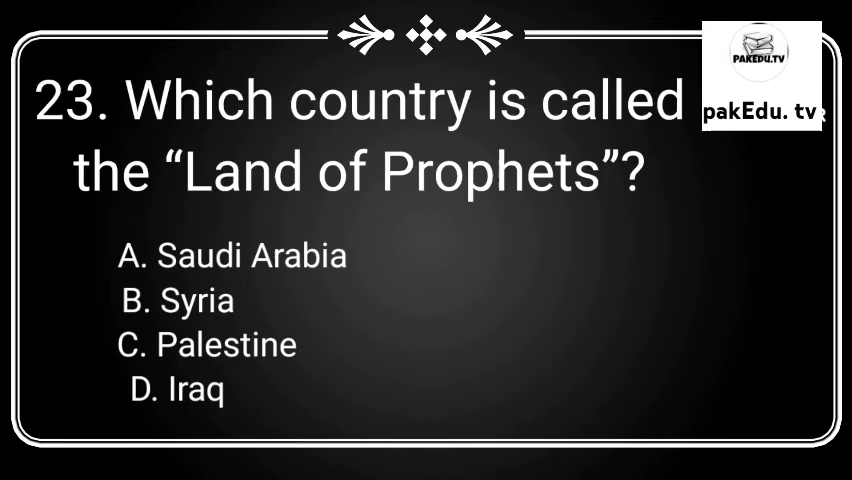 23. Which country is called
the “Land of Prophets”?
A. Saudi Arabia
B. Syria
C. Palestine
D. Iraq
PAKEDU.TV
pakEdu. tv